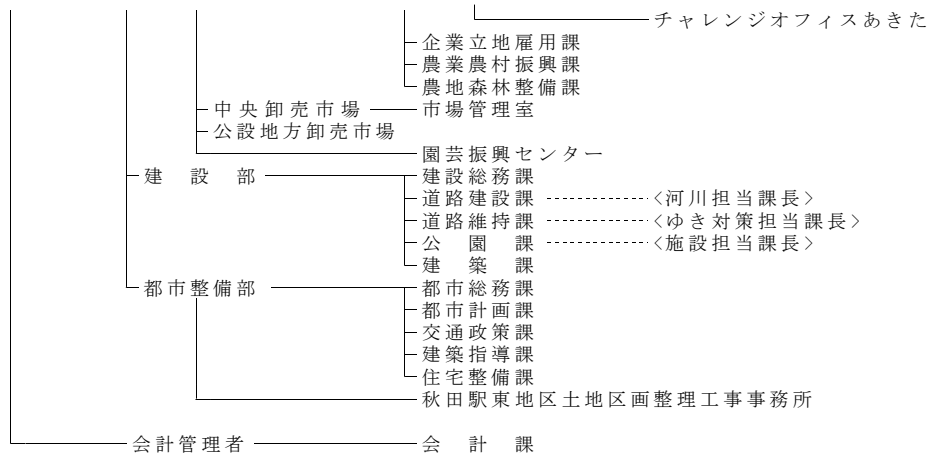 チャレンジオフィスあきた
企業立地雇用課
農業農村振興課
農地森林整備課
中央卸売市場 市場管理室
公設地方卸売市場
園芸振興センター
建設部 建設総務課
道路建設課 <河川担当課長>
道路維持課 <ゆき対策担当課長>
公園課 <施設担当課長>
建築課
都市整備部 都市総務課
都市計画課
交通政策課
建築指導課
住宅整備課
秋田駅東地区土地区画整理工事事務所
会計管理者 会計課